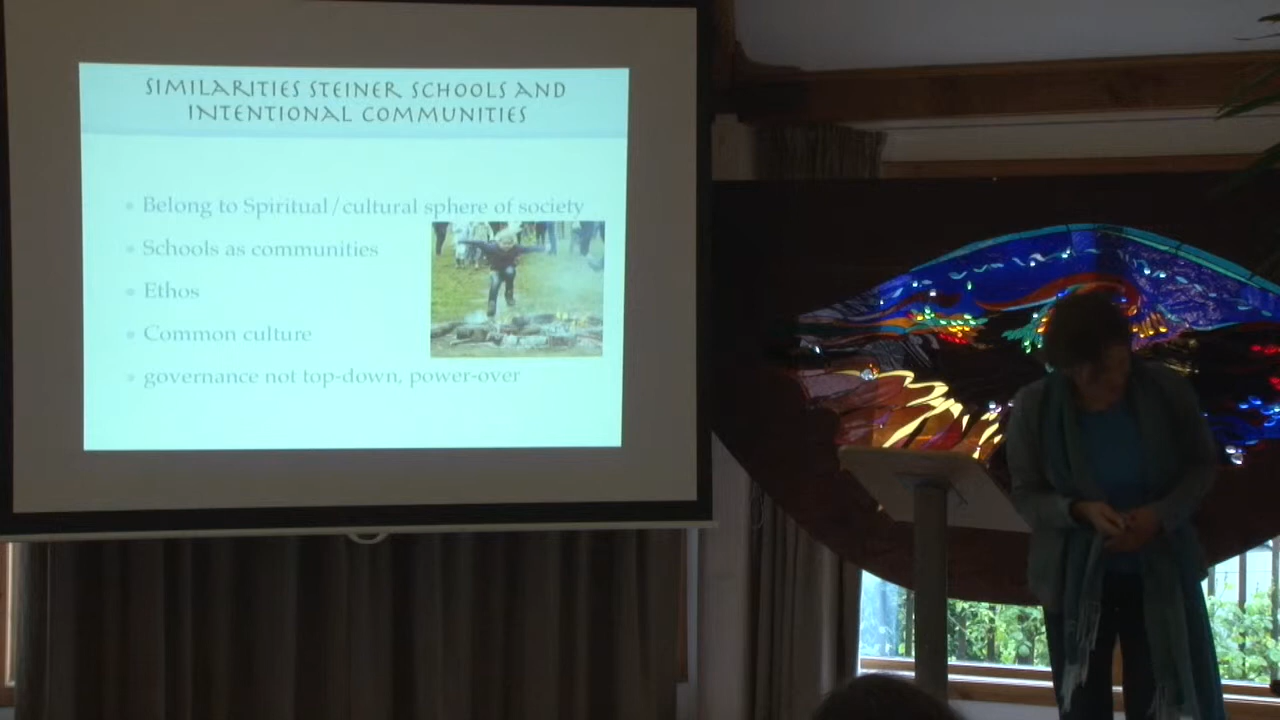 SIMILARITIES STEINER SCHOOLS AND
INTENTIONAL COMMUNITIES
• Belong to Spiritual/cultural sphere of society
• Schools as communities
• Ethos
• Common culture
• governance not top-down, power-over